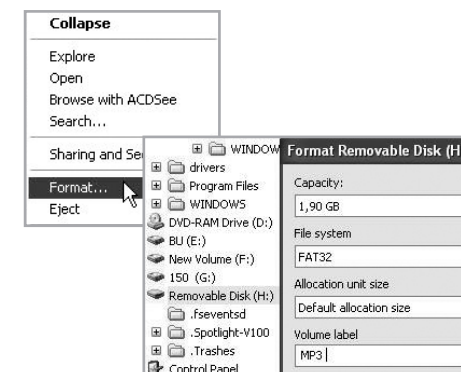 Collapse
Explore
Open
Browse with ACDSee
Search...
Sharing and Se
Format...
Eject
WINDOW
drivers
Program Files
WINDOWS
DVD-RAM Drive (D:)
BU (E:)
New Volume (F:)
150 (G:)
Removable Disk (H:)
.fseventsd
.Spotlight-V100
.Trashes
Control Panel
Format Removable Disk (H
Capacity:
1,90 GB
File system
FAT32
Allocation unit size
Default allocation size
Volume label
MP3